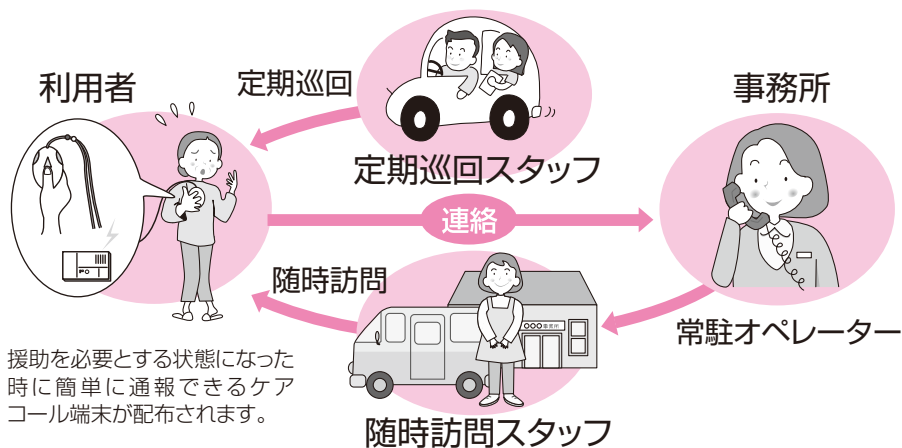 利用者
定期巡回
事務所
定期巡回スタッフ
連絡
随時訪問
○○○事務所
常駐オペレーター
援助を必要とする状態になった
時に簡単に通報できるケア
コール端末が配布されます。
随時訪問スタッフ